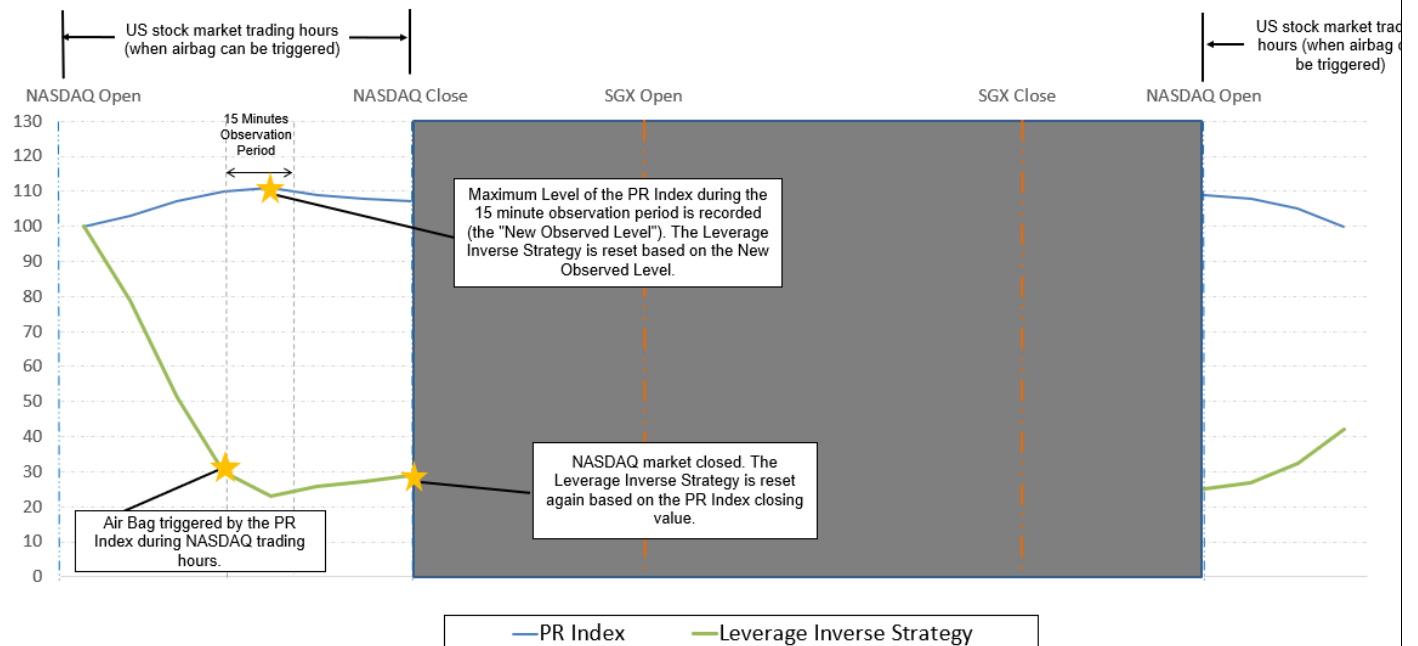 US stock market trading hours
(when airbag can be triggered)
US stock market trad
hours (when airbag
be triggered)
NASDAQ Open
NASDAQ Close
SGX Open
SGX Close
NASDAQ Open
15 Minutes
Observation
Period
130
120
110
100
90
80
70
60
50
40
30
20
10
0
Maximum Level of the PR Index during the
15 minute observation period is recorded
(the "New Observed Level"). The Leverage
Inverse Strategy is reset based on the New
Observed Level.
NASDAQ market closed. The
Leverage Inverse Strategy is reset
again based on the PR Index closing
value.
Air Bag triggered by the PR
Index during NASDAQ trading
hours.
PR Index
Leverage Inverse Strategy